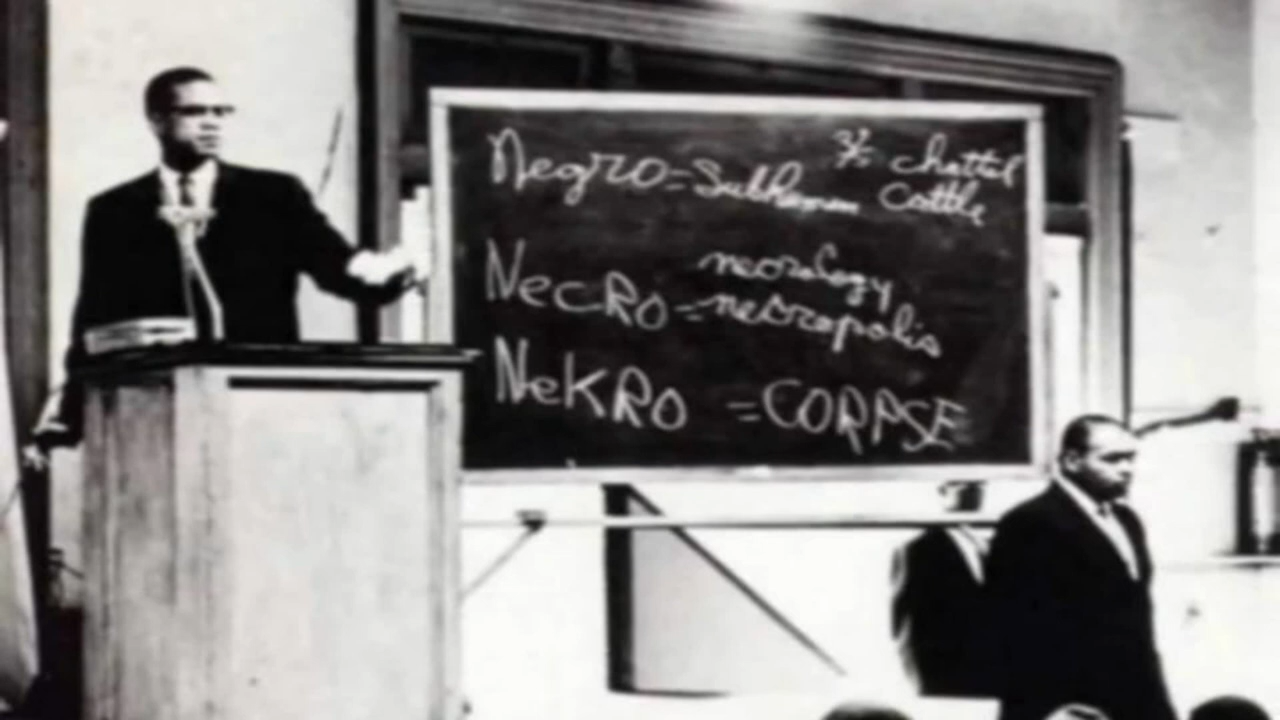 3/5 chattel
Negro = Subhuman cattle
necrology
NecRo = necropolis
NeKRo = CORPSE